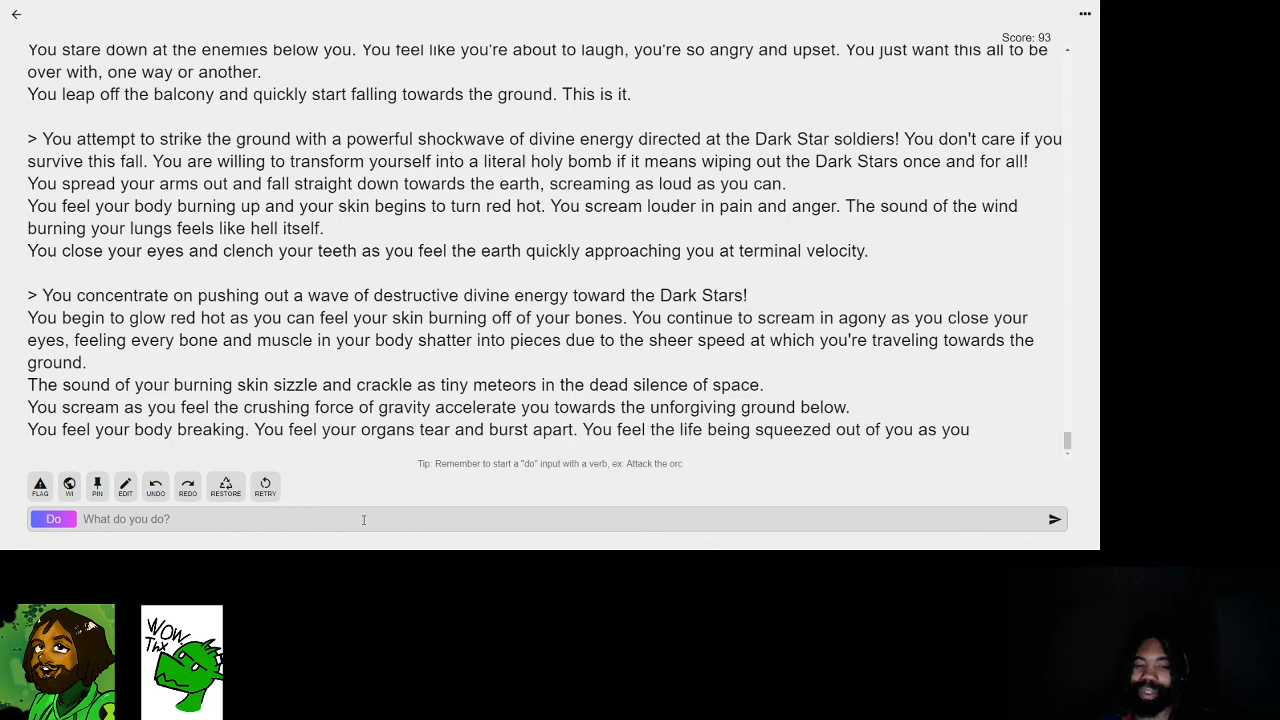 Score: 93
You stare down at the enemies below you. You feel like you're about to laugh, you're so angry and upset. You just want this all to be
over with, one way or another.
You leap off the balcony and quickly start falling towards the ground. This is it.
> You attempt to strike the ground with a powerful shockwave of divine energy directed at the Dark Star soldiers! You don't care if you
survive this fall. You are willing to transform yourself into a literal holy bomb if it means wiping out the Dark Stars once and for all!
You spread your arms out and fall straight down towards the earth, screaming as loud as you can.
You feel your body burning up and your skin begins to turn red hot. You scream louder in pain and anger. The sound of the wind
burning your lungs feels like hell itself.
You close your eyes and clench your teeth as you feel the earth quickly approaching you at terminal velocity.
> You concentrate on pushing out a wave of destructive divine energy toward the Dark Stars!
You begin to glow red hot as you can feel your skin burning off of your bones. You continue to scream in agony as you close your
eyes, feeling every bone and muscle in your body shatter into pieces due to the sheer speed at which you're traveling towards the
ground.
The sound of your burning skin sizzle and crackle as tiny meteors in the dead silence of space.
You scream as you feel the crushing force of gravity accelerate you towards the unforgiving ground below.
You feel your body breaking. You feel your organs tear and burst apart. You feel the life being squeezed out of you as you
Tip: Remember to start a "do" input with a verb, ex: Attack the orc
FLAG WI PIN EDIT UNDO REDO RESTORE RETRY
Do What do you do?
WOW
Thx